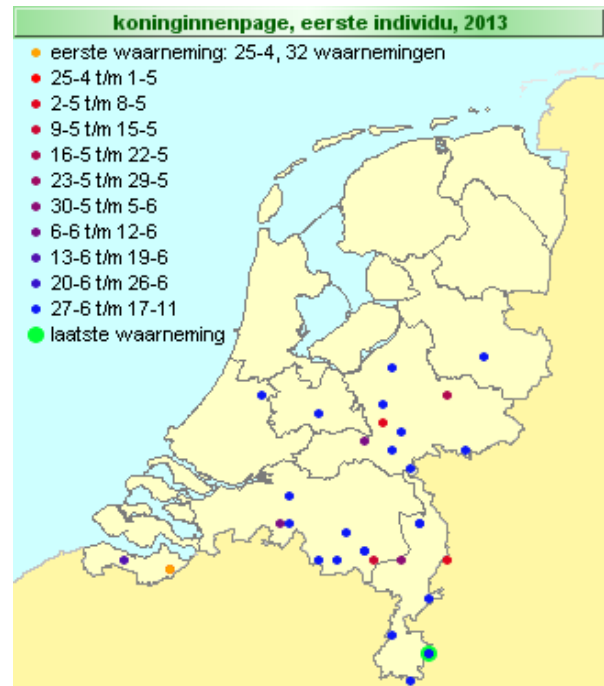 koninginnenpage, eerste individu, 2013
eerste waarneming: 25-4, 32 waarnemingen
25-4 t/m 1-5
2-5 t/m 8-5
9-5 t/m 15-5
16-5 t/m 22-5
23-5 t/m 29-5
30-5 t/m 5-6
6-6 t/m 12-6
13-6 t/m 19-6
20-6 t/m 26-6
27-6 t/m 17-11
laatste waarneming